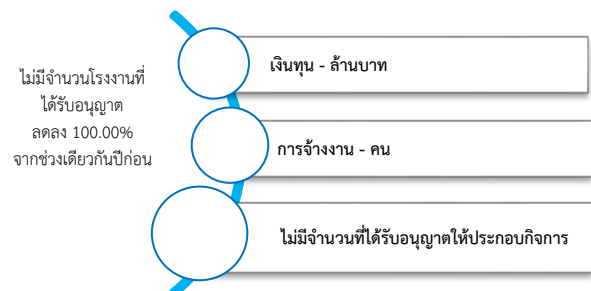 ไม่มีจำนวนโรงงานที่
ได้รับอนุญาต
ลดลง 100.00%
จากช่วงเดียวกันปีก่อน
เงินทุน - ล้านบาท
การจ้างงาน - คน
ไม่มีจำนวนที่ได้รับอนุญาตให้ประกอบกิจการ